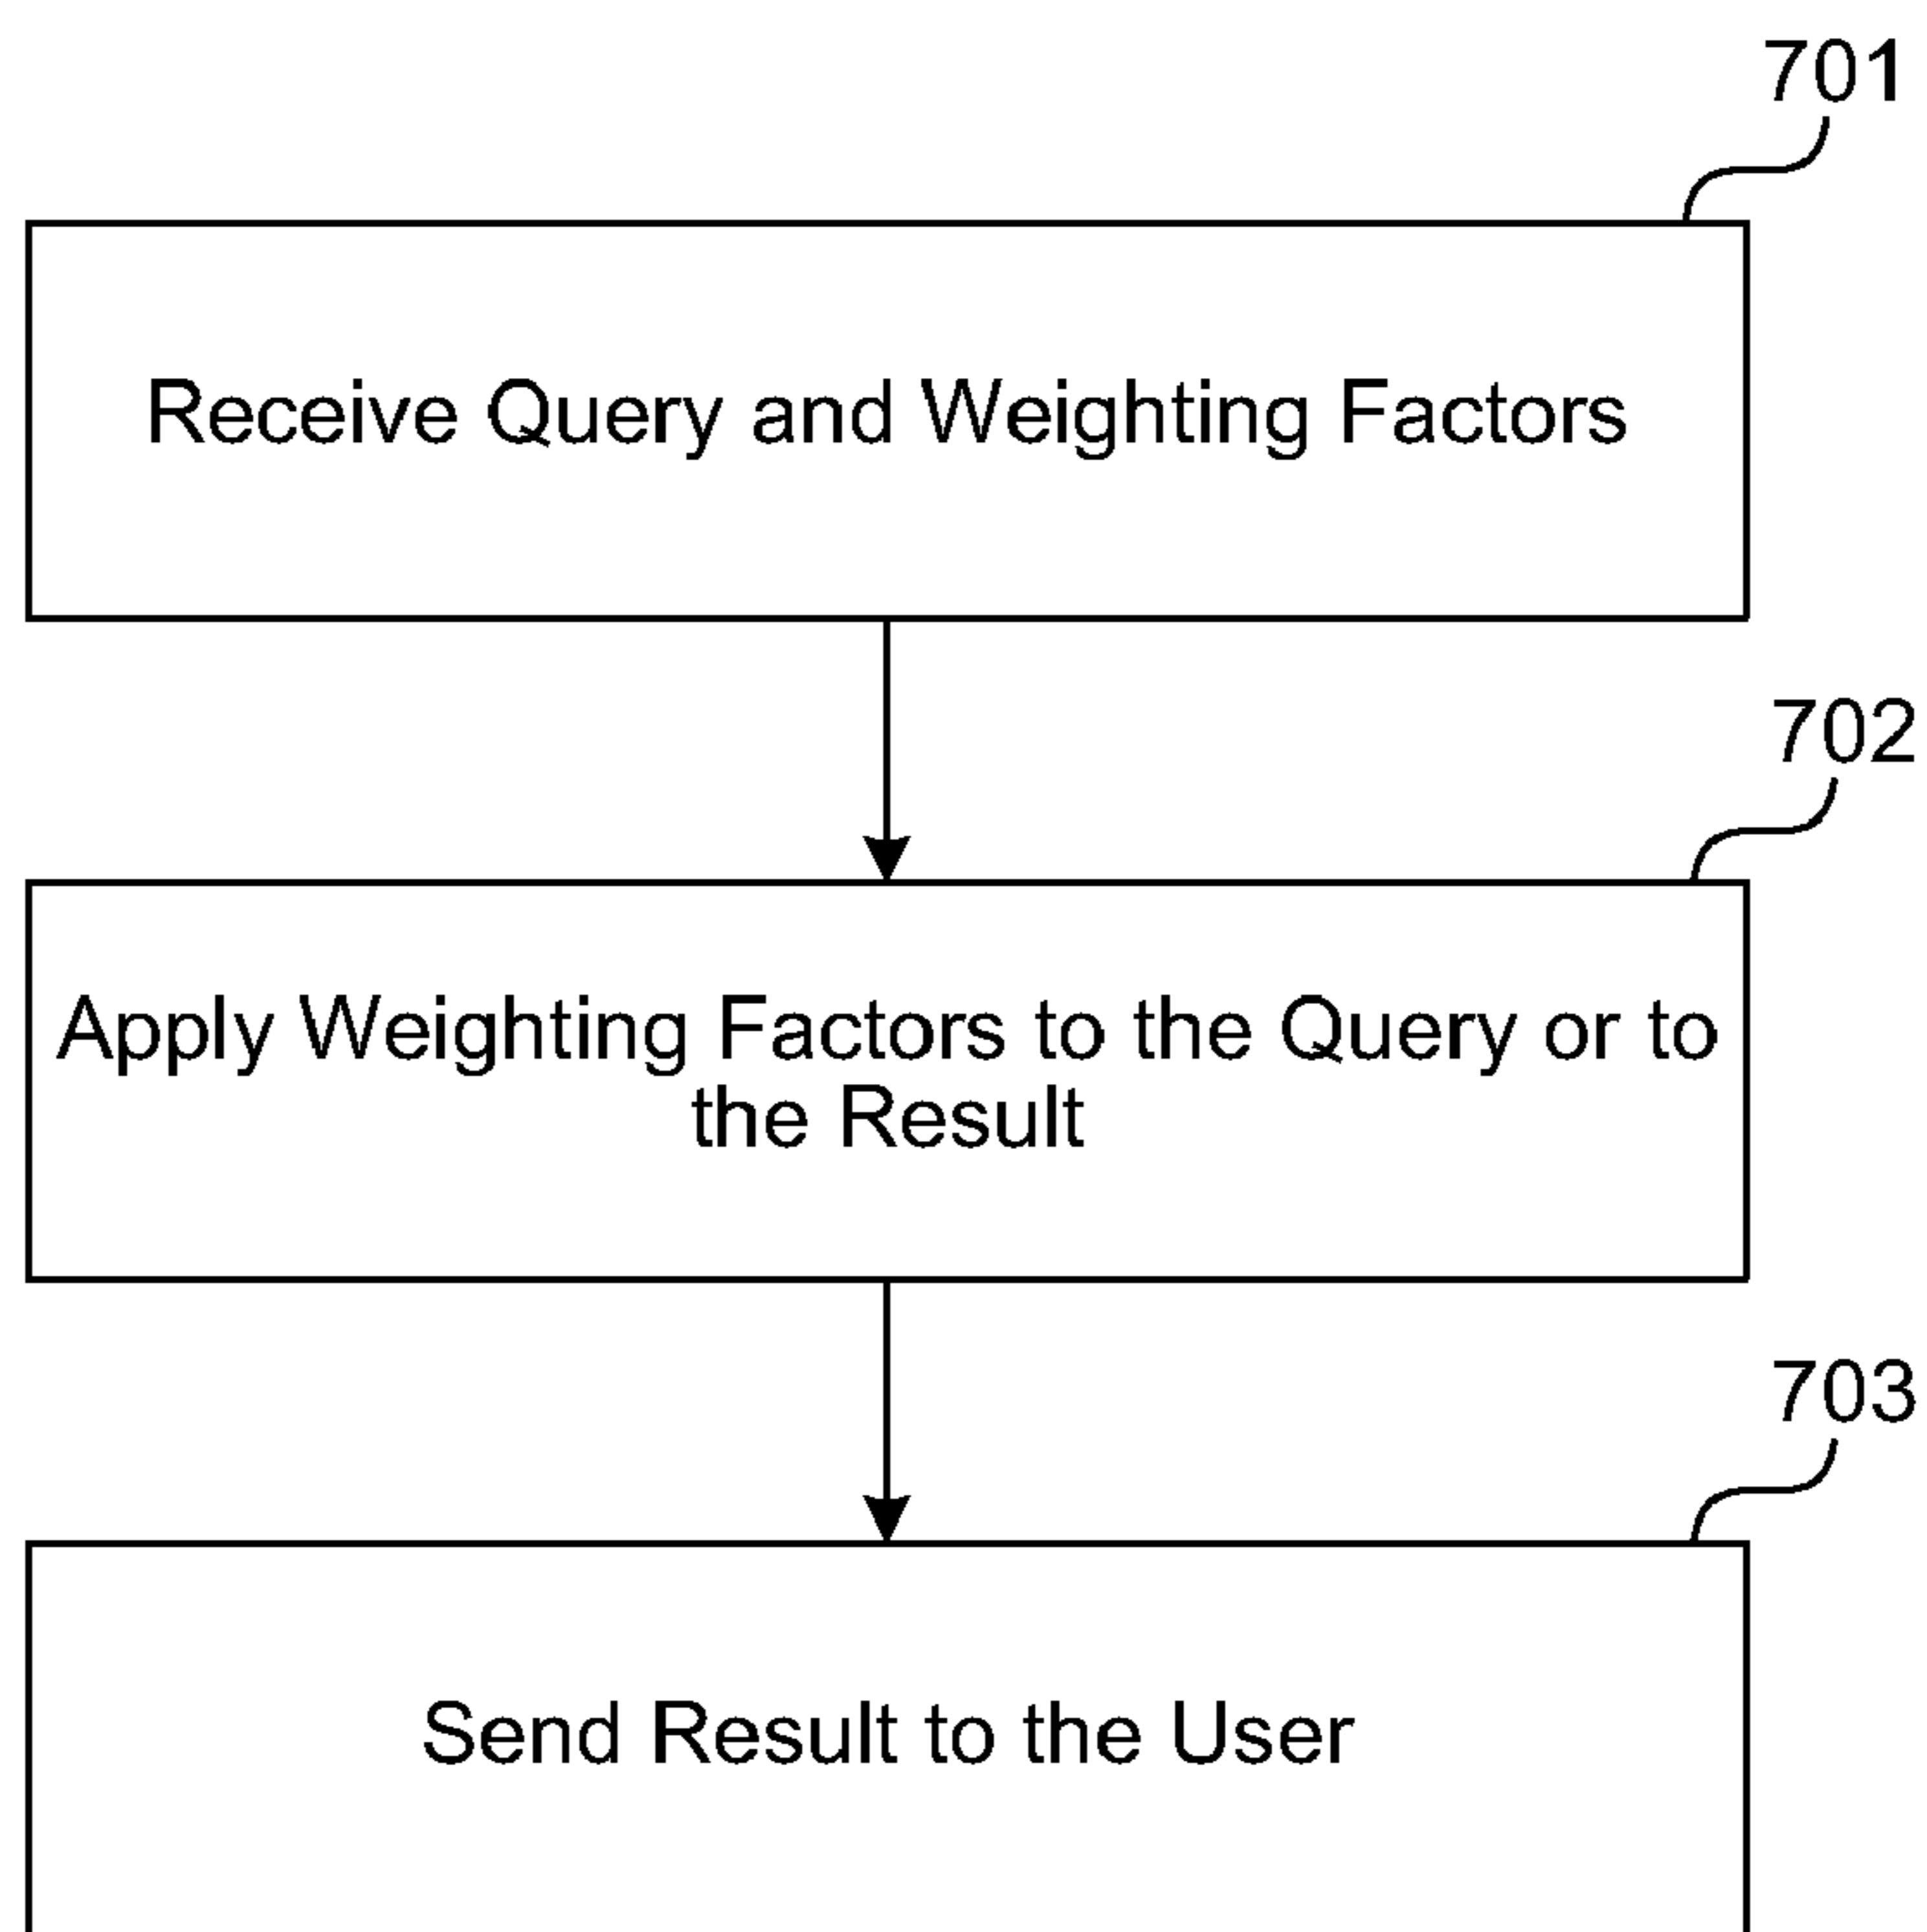 701
Receive Query and Weighting Factors
702
Apply Weighting Factors to the Query or to
the Result
703
Send Result to the User